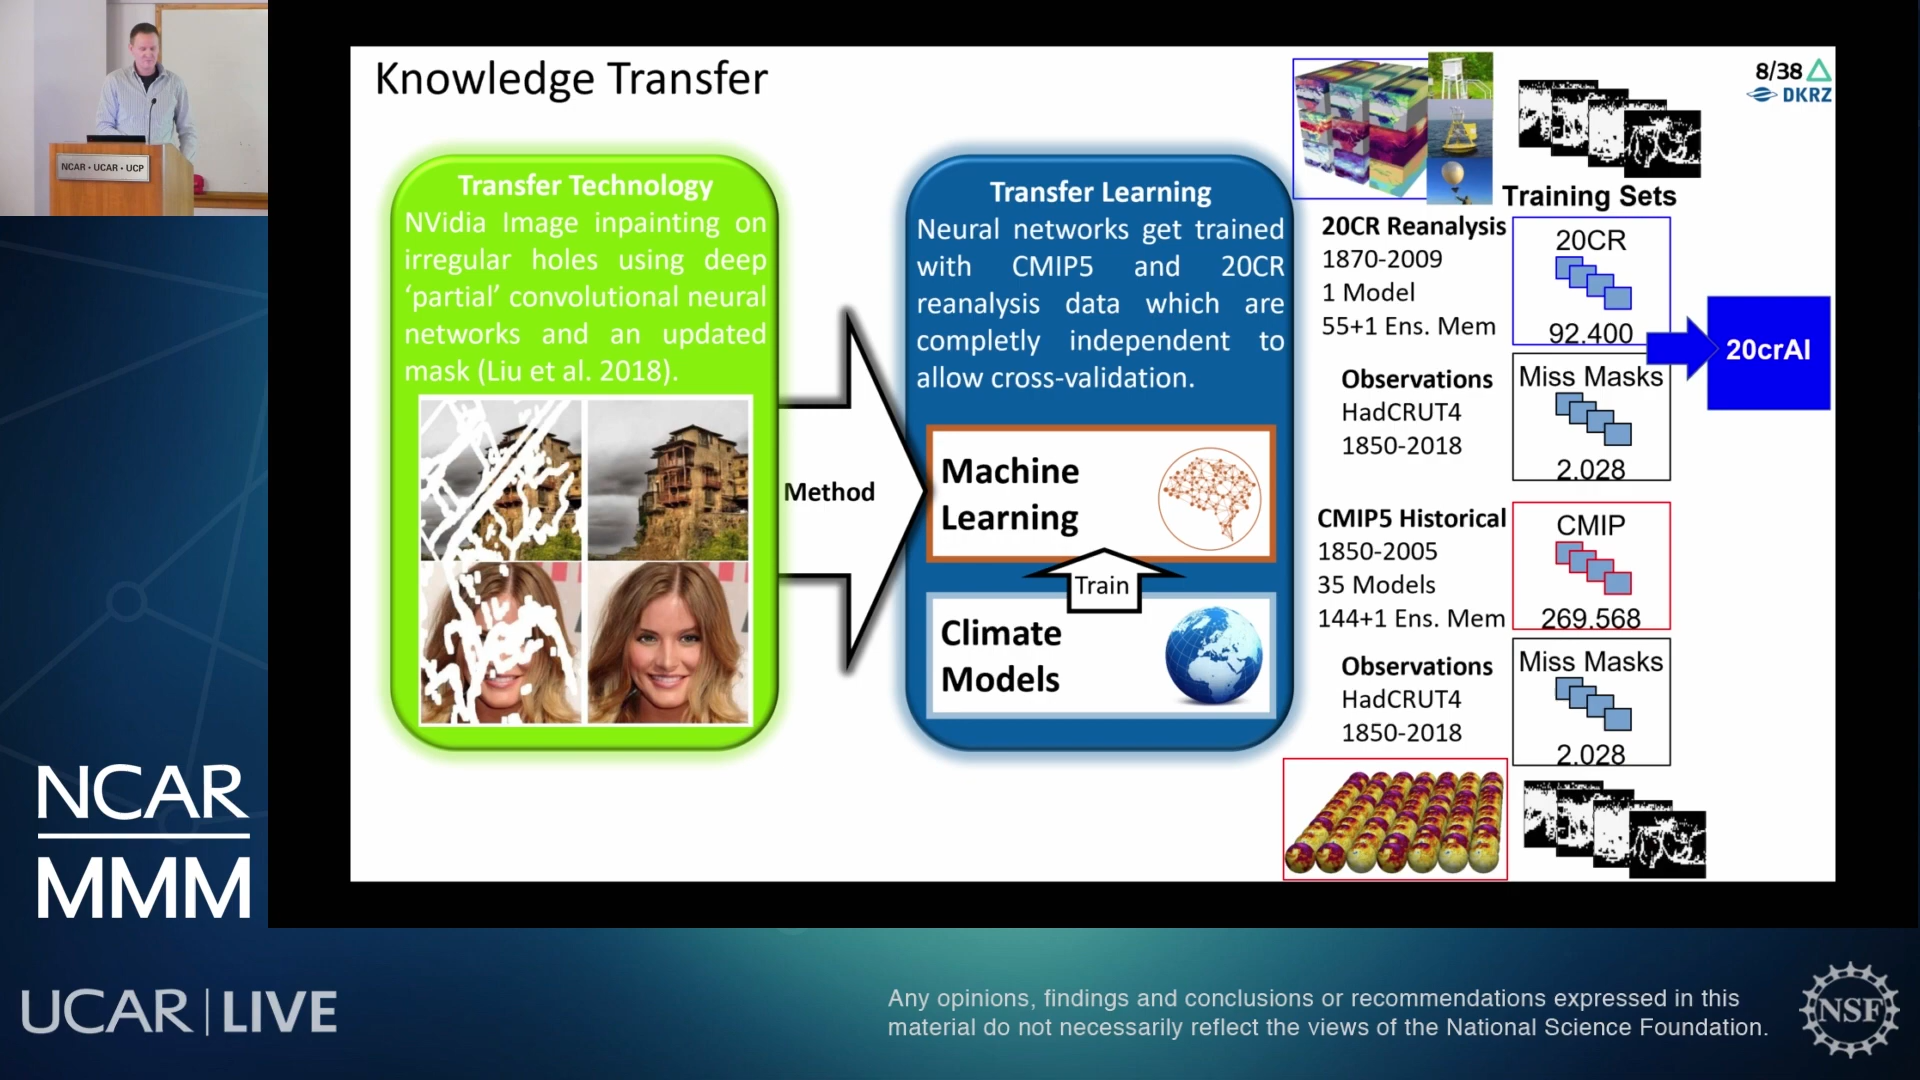 NCAR • UCAR • UCP
Knowledge Transfer
8/38
DKRZ
Transfer Technology
NVidia Image inpainting on
irregular holes using deep
‘partial’ convolutional neural
networks and an updated
mask (Liu et al. 2018).
Method
Transfer Learning
Neural networks get trained
with CMIP5 and 20CR
reanalysis data which are
completly independent to
allow cross-validation.
Machine
Learning
Train
Climate
Models
Training Sets
20CR Reanalysis
1870-2009
1 Model
55+1 Ens. Mem
20CR
92.400
20crAI
Observations
HadCRUT4
1850-2018
Miss Masks
2.028
CMIP5 Historical
1850-2005
35 Models
144+1 Ens. Mem
CMIP
269.568
Observations
HadCRUT4
1850-2018
Miss Masks
2.028
NCAR
MMM
UCAR | LIVE
Any opinions, findings and conclusions or recommendations expressed in this
material do not necessarily reflect the views of the National Science Foundation.
NSF